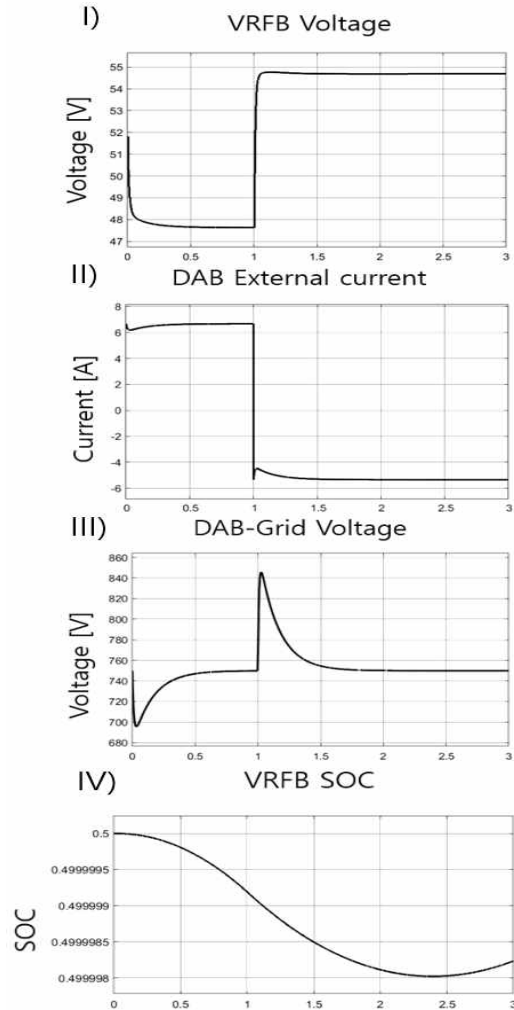 I)
VRFB Voltage
Voltage [V]
55
54
53
52
51
50
49
48
47
0 0.5 1 1.5 2 2.5 3
II)
DAB External current
Current [A]
8
6
4
2
0
-2
-4
-6
0 0.5 1 1.5 2 2.5 3
III)
DAB-Grid Voltage
Voltage [V]
860
840
820
800
780
760
740
720
700
680
0 0.5 1 1.5 2 2.5 3
IV)
VRFB SOC
SOC
0.5
0.4999995
0.499999
0.4999985
0.499998
0 0.5 1 1.5 2 2.5 3